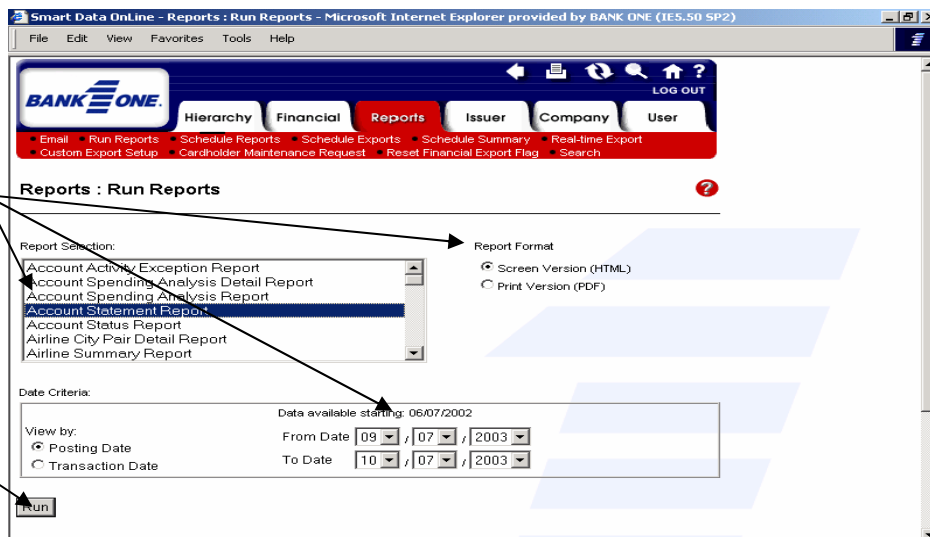 Smart Data OnLine - Reports : Run Reports - Microsoft Internet Explorer provided by BANK ONE (IE5.50 SP2)
File Edit View Favorites Tools Help
LOG OUT
BANK ONE.
Hierarchy Financial Reports Issuer Company User
Email Run Reports Schedule Reports Schedule Exports Schedule Summary Real-time Export
Custom Export Setup Cardholder Maintenance Request Reset Financial Export Flag Search
Reports : Run Reports
Report Selection: Report Format
Account Activity Exception Report
Account Spending Analysis Detail Report
Account Spending Analysis Report
Account Statement Report
Account Status Report
Airline City Pair Detail Report
Airline Summary Report
Screen Version (HTML)
Print Version (PDF)
Date Criteria:
Data available starting: 06/07/2002
View by:
Posting Date
Transaction Date
From Date 09 / 07 / 2003
To Date 10 / 07 / 2003
Run